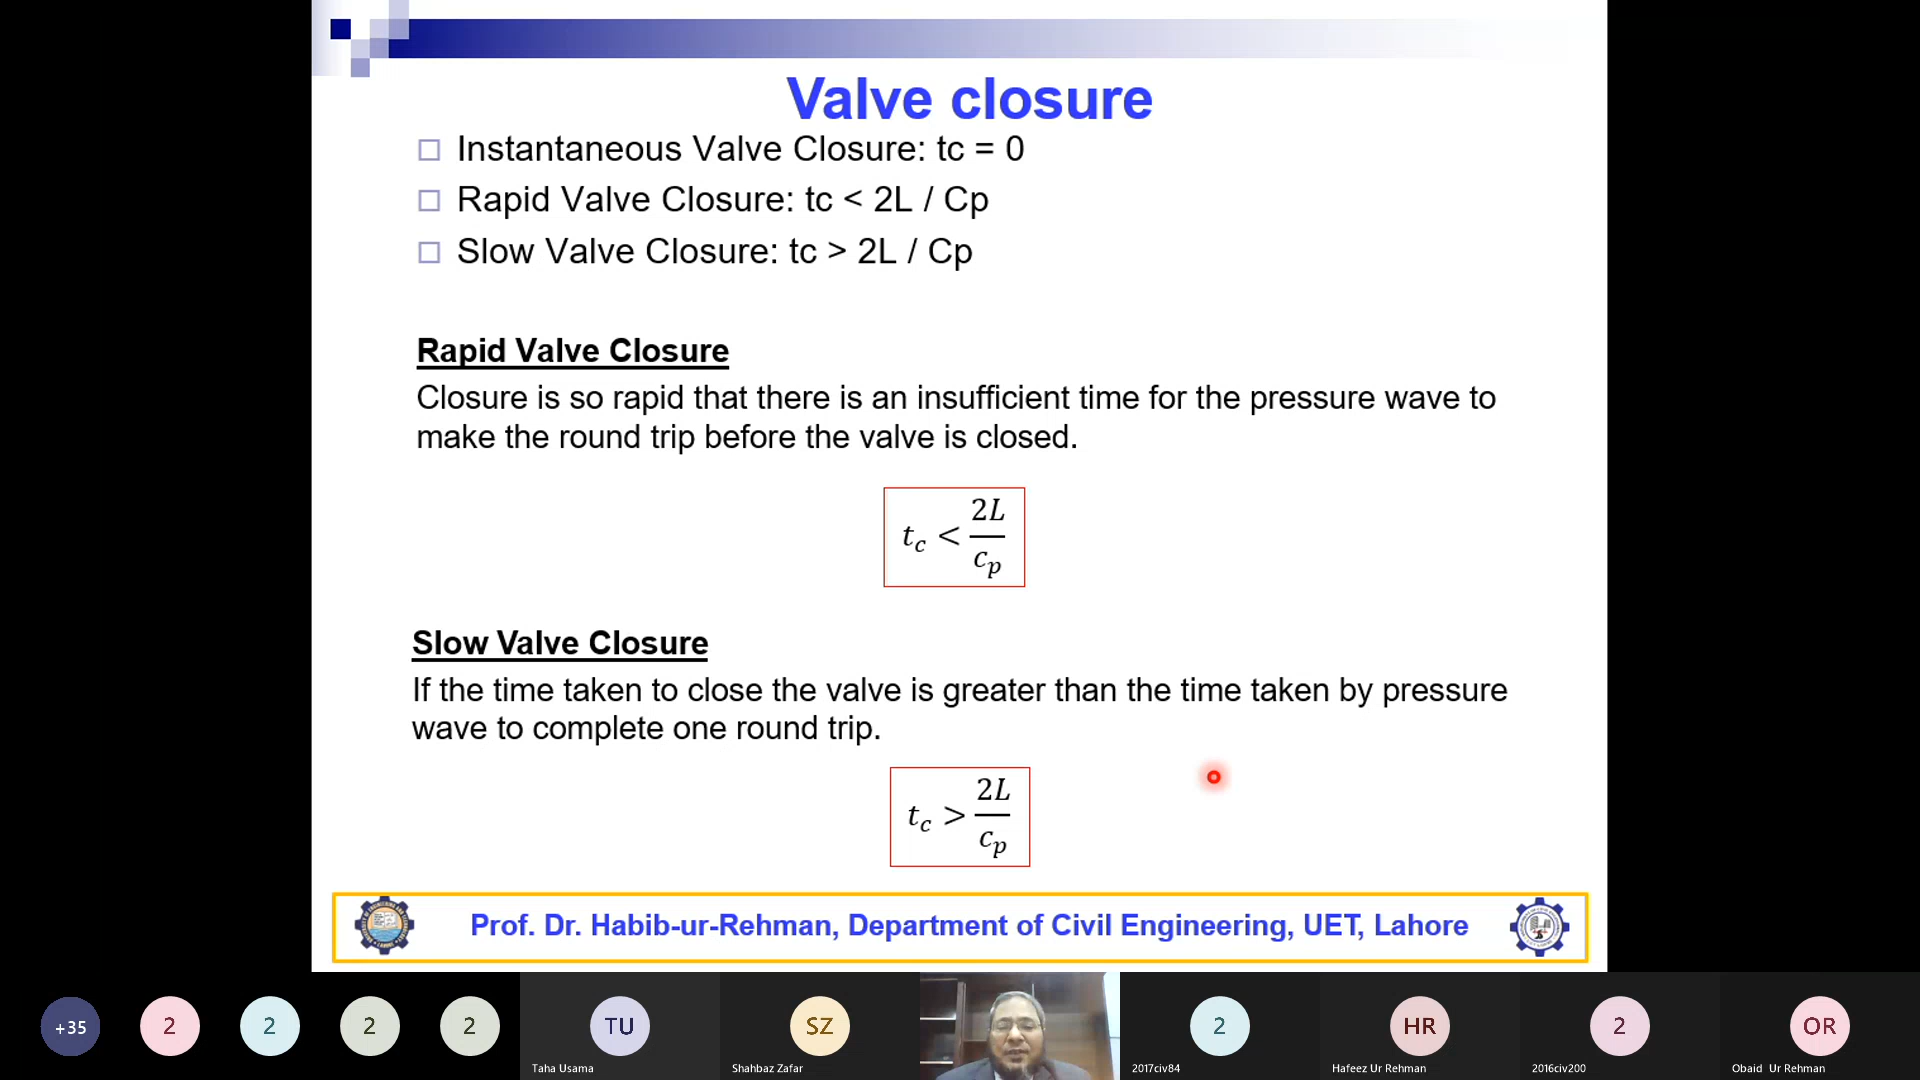 Valve closure
Instantaneous Valve Closure: tc = 0
Rapid Valve Closure: tc < 2L / Cp
Slow Valve Closure: tc > 2L / Cp
Rapid Valve Closure
Closure is so rapid that there is an insufficient time for the pressure wave to
make the round trip before the valve is closed.
t_c < 2L/c_p
Slow Valve Closure
If the time taken to close the valve is greater than the time taken by pressure
wave to complete one round trip.
t_c > 2L/c_p
Prof. Dr. Habib-ur-Rehman, Department of Civil Engineering, UET, Lahore
+35 2 2 2 2 TU SZ 2 HR 2 OR
Taha Usama Shahbaz Zafar 2017civ84 Hafeez Ur Rehman 2016civ200 Obaid Ur Rehman